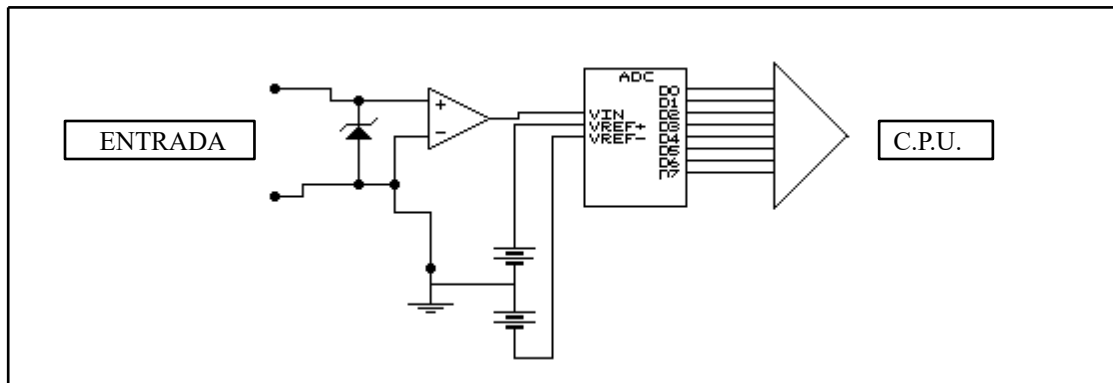 ENTRADA
+
−
ADC
VIN
VREF+
VREF-
D0
D1
D2
D3
D4
D5
D6
D7
C.P.U.